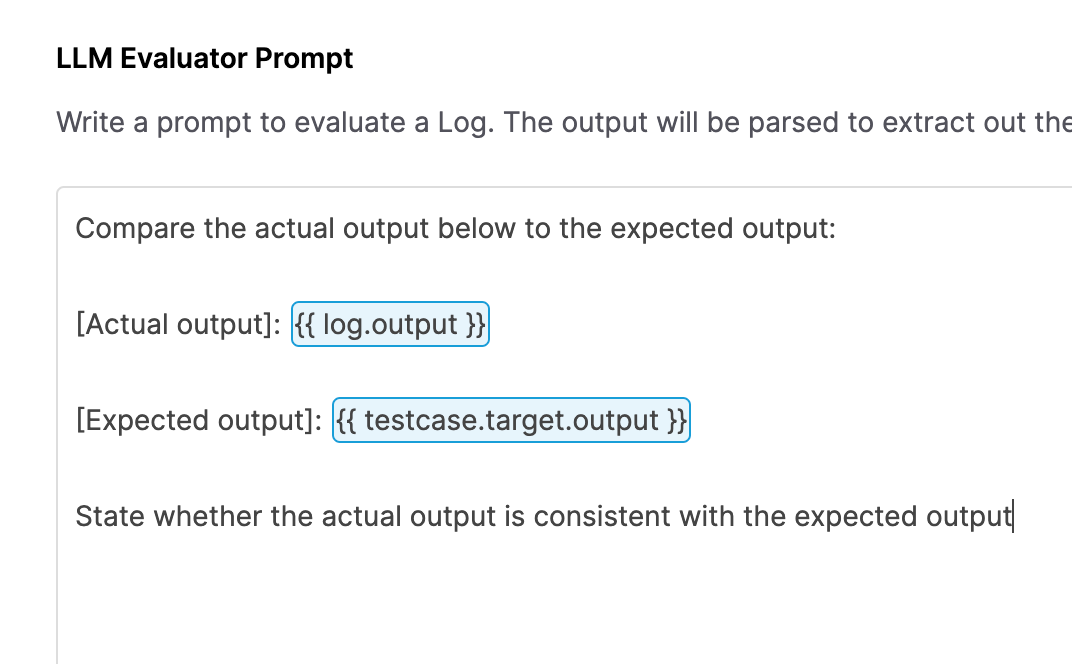 LLM Evaluator Prompt
Write a prompt to evaluate a Log. The output will be parsed to extract out the
Compare the actual output below to the expected output:
[Actual output]: {{ log.output }}
[Expected output]: {{ testcase.target.output }}
State whether the actual output is consistent with the expected output